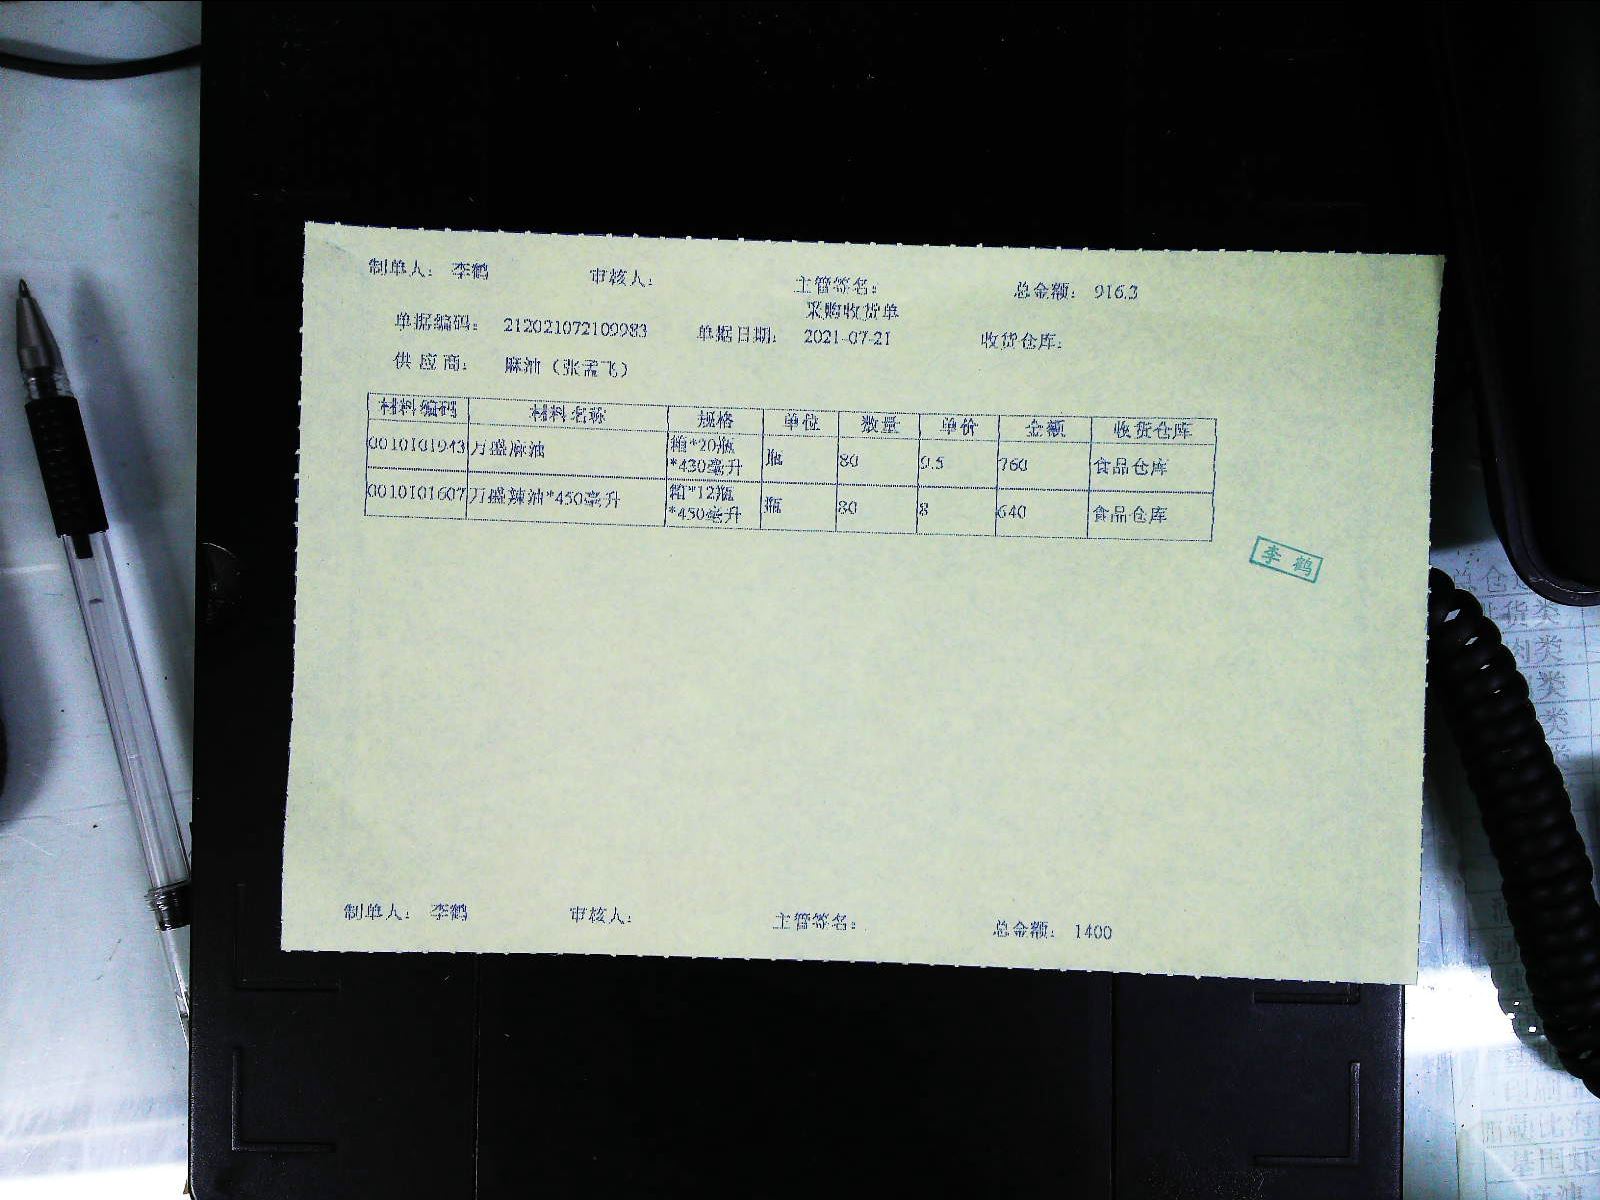 制单人： 李鹤 审核人： 主管签名： 总金额： 916.3
采购收货单
单据编码： 212021072109983 单据日期： 2021-07-21 收货仓库：
供 应 商： 麻油（张孟飞）
材料编码 材料名称 规格 单位 数量 单价 金额 收货仓库
0010101943 万盛麻油 箱*20瓶*430毫升 瓶 80 9.5 760 食品仓库
0010101607 万盛辣油*450毫升 箱*12瓶*450毫升 瓶 80 8 640 食品仓库
李 鹤
制单人： 李鹤 审核人： 主管签名： 总金额： 1400
货类
肉类
类
类